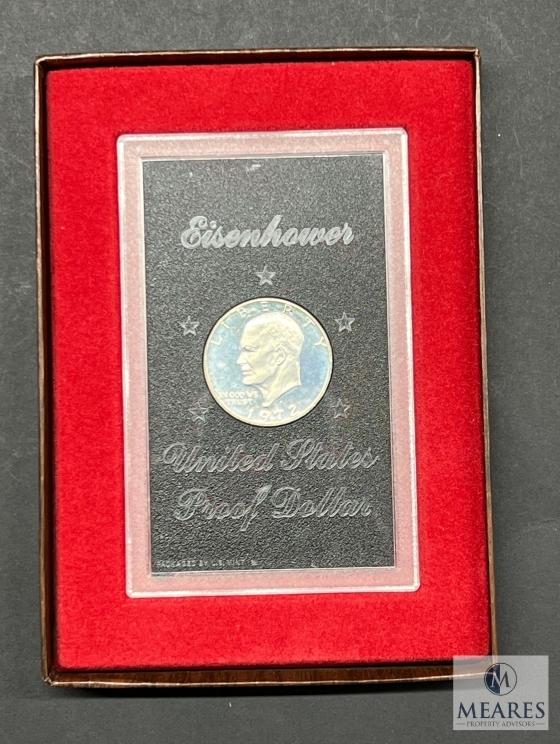 Eisenhower
LIBERTY
IN GOD WE
TRUST
1972
United States
Proof Dollar
PACKAGED BY U.S. MINT
M
MEARES
PROPERTY ADVISORS